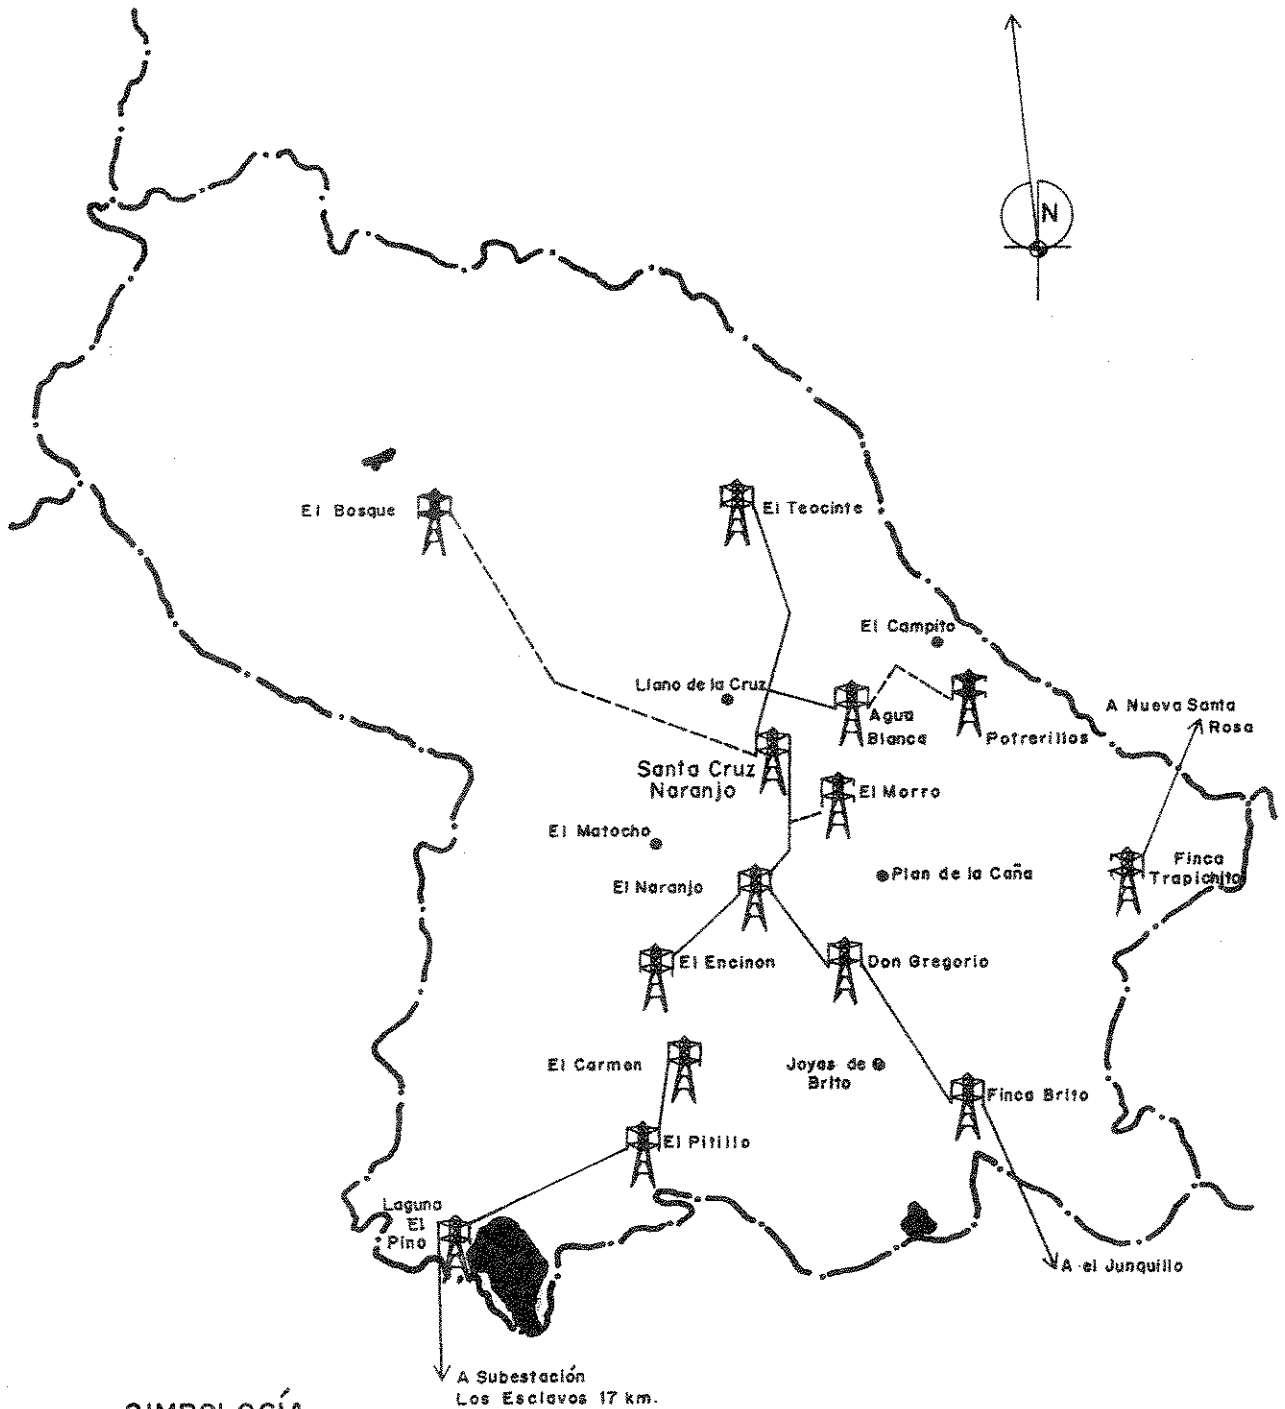 N
El Bosque
El Teocinte
El Campito
Llano de la Cruz
Agua
Blanca
Potrerillos
A Nueva Santa
Rosa
Santa Cruz
Naranjo
El Morro
El Matocho
Finca
Trapichito
El Naranjo
Plan de la Caña
El Encinon
Don Gregorio
El Carmen
Joyas de
Brito
Finca Brito
El Pitillo
Laguna
El
Pino
A el Junquillo
A Subestación
Los Esclavos 17 km.
SIMBOLOGÍA